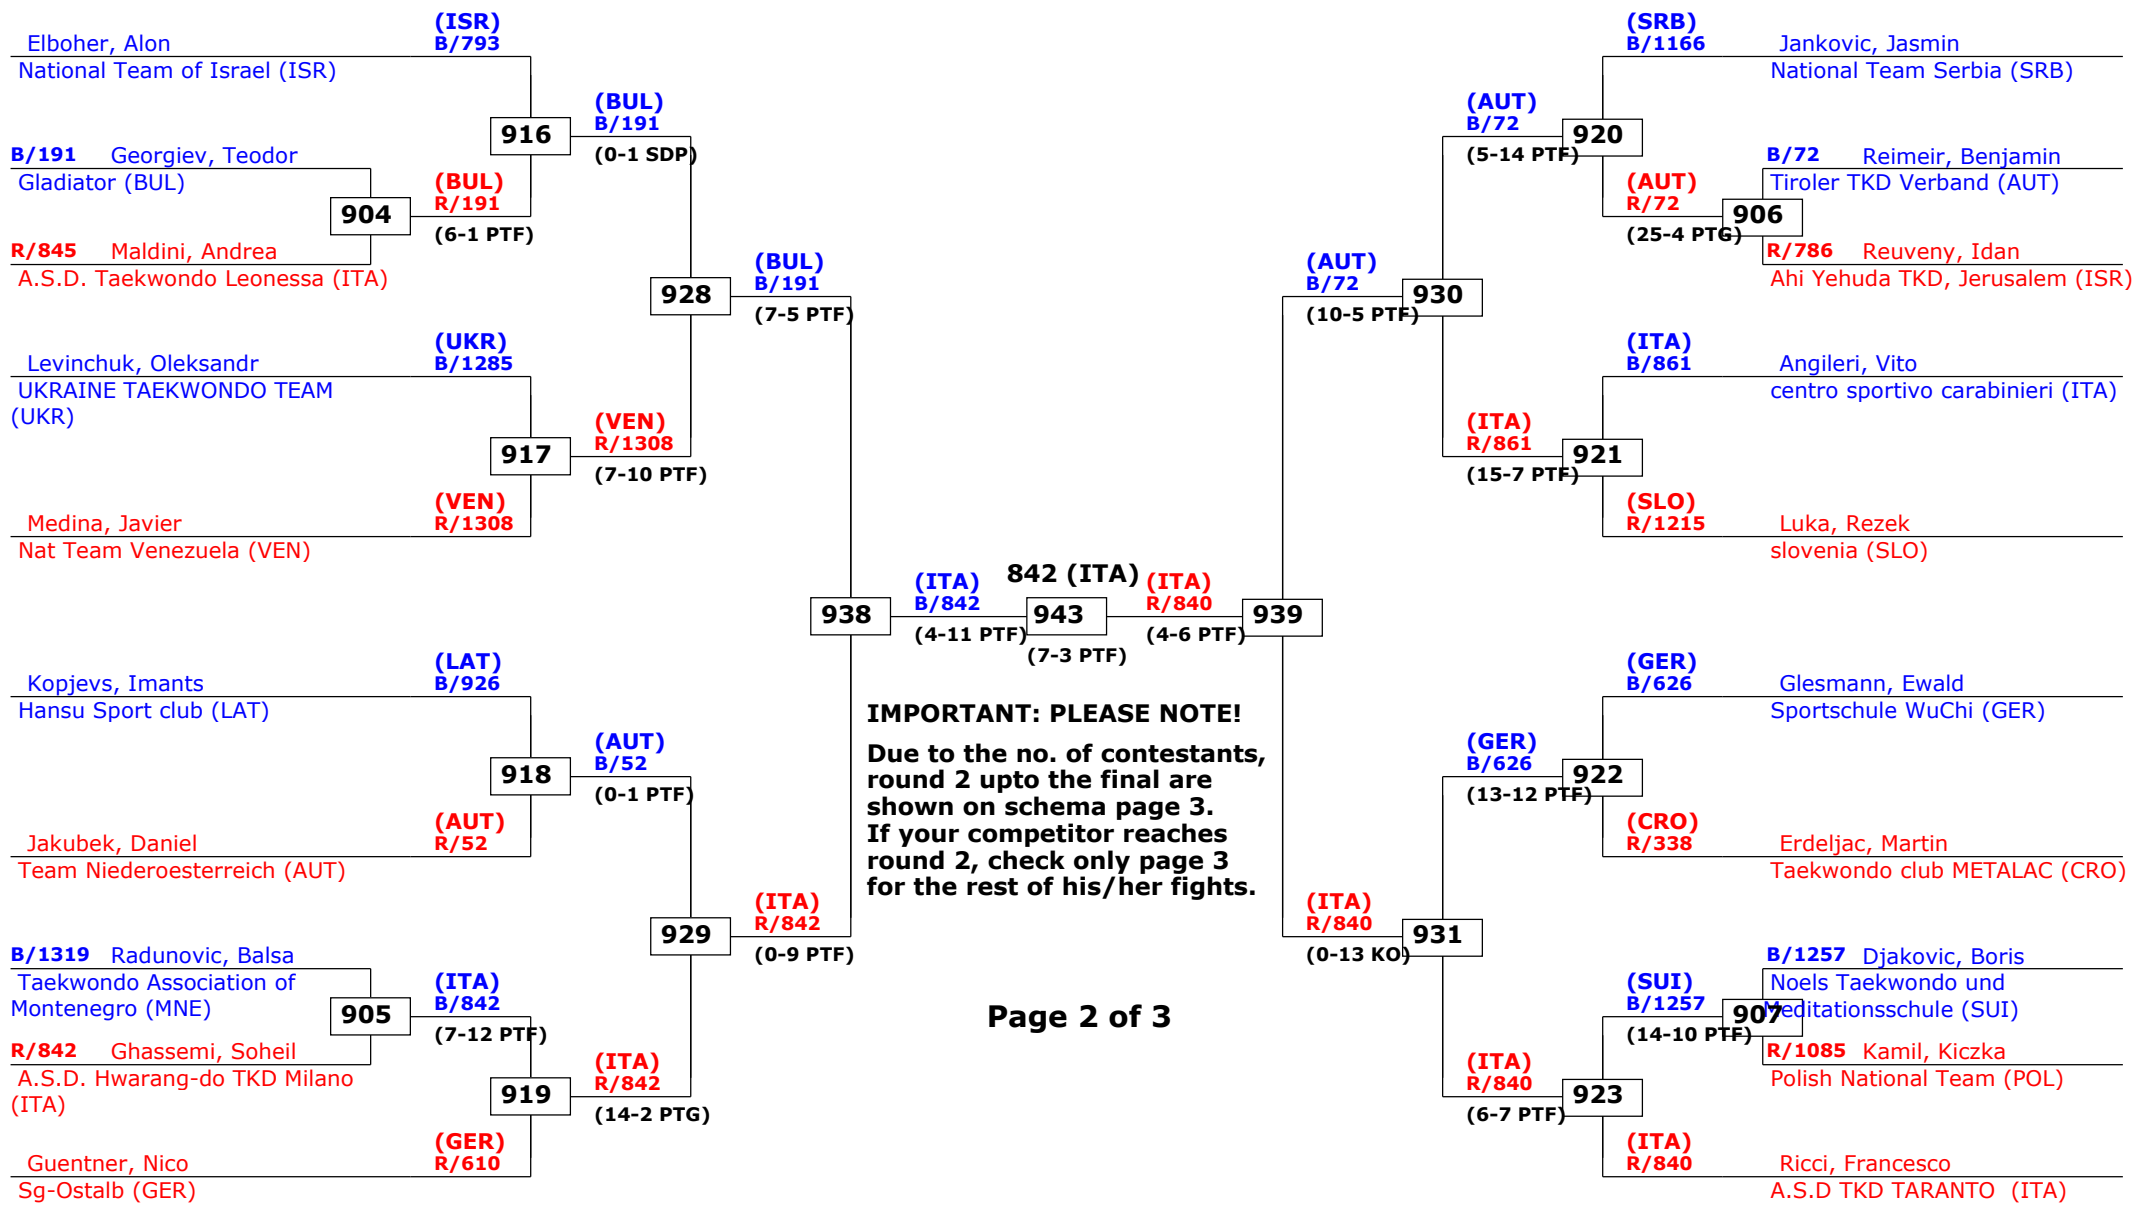 (ISR)
Elboher, Alon B/793
National Team of Israel (ISR)
(BUL)
B/191
916
(0-1 SDP)
B/191 Georgiev, Teodor
Gladiator (BUL)
(BUL)
R/191
904
(6-1 PTF)
R/845 Maldini, Andrea
A.S.D. Taekwondo Leonessa (ITA)
(BUL)
B/191
928
(7-5 PTF)
(UKR)
Levinchuk, Oleksandr B/1285
UKRAINE TAEKWONDO TEAM
(UKR)
(VEN)
R/1308
917
(7-10 PTF)
(VEN)
Medina, Javier R/1308
Nat Team Venezuela (VEN)
938
(ITA)
B/842
(4-11 PTF)
(LAT)
Kopjevs, Imants B/926
Hansu Sport club (LAT)
(AUT)
B/52
918
(0-1 PTF)
(AUT)
Jakubek, Daniel R/52
Team Niederoesterreich (AUT)
(ITA)
R/842
929
(0-9 PTF)
B/1319 Radunovic, Balsa
Taekwondo Association of
Montenegro (MNE)
(ITA)
B/842
905
(7-12 PTF)
R/842 Ghassemi, Soheil
A.S.D. Hwarang-do TKD Milano
(ITA)
(ITA)
R/842
919
(14-2 PTG)
(GER)
Guentner, Nico R/610
Sg-Ostalb (GER)
842 (ITA)
943
(7-3 PTF)
IMPORTANT: PLEASE NOTE!
Due to the no. of contestants,
round 2 upto the final are
shown on schema page 3.
If your competitor reaches
round 2, check only page 3
for the rest of his/her fights.
Page 2 of 3
(ITA)
R/840
939
(4-6 PTF)
(SRB)
B/1166 Jankovic, Jasmin
National Team Serbia (SRB)
(AUT)
B/72
920
(5-14 PTF)
B/72 Reimeir, Benjamin
Tiroler TKD Verband (AUT)
(AUT)
R/72
906
(25-4 PTG)
R/786 Reuveny, Idan
Ahi Yehuda TKD, Jerusalem (ISR)
(AUT)
B/72
930
(10-5 PTF)
(ITA)
B/861 Angileri, Vito
centro sportivo carabinieri (ITA)
(ITA)
R/861
921
(15-7 PTF)
(SLO)
R/1215 Luka, Rezek
slovenia (SLO)
(GER)
B/626 Glesmann, Ewald
Sportschule WuChi (GER)
(GER)
B/626
922
(13-12 PTF)
(CRO)
R/338 Erdeljac, Martin
Taekwondo club METALAC (CRO)
(ITA)
R/840
931
(0-13 KO)
B/1257 Djakovic, Boris
Noels Taekwondo und
Meditationsschule (SUI)
(SUI)
B/1257
907
(14-10 PTF)
R/1085 Kamil, Kiczka
Polish National Team (POL)
(ITA)
R/840
923
(6-7 PTF)
(ITA)
R/840 Ricci, Francesco
A.S.D TKD TARANTO (ITA)